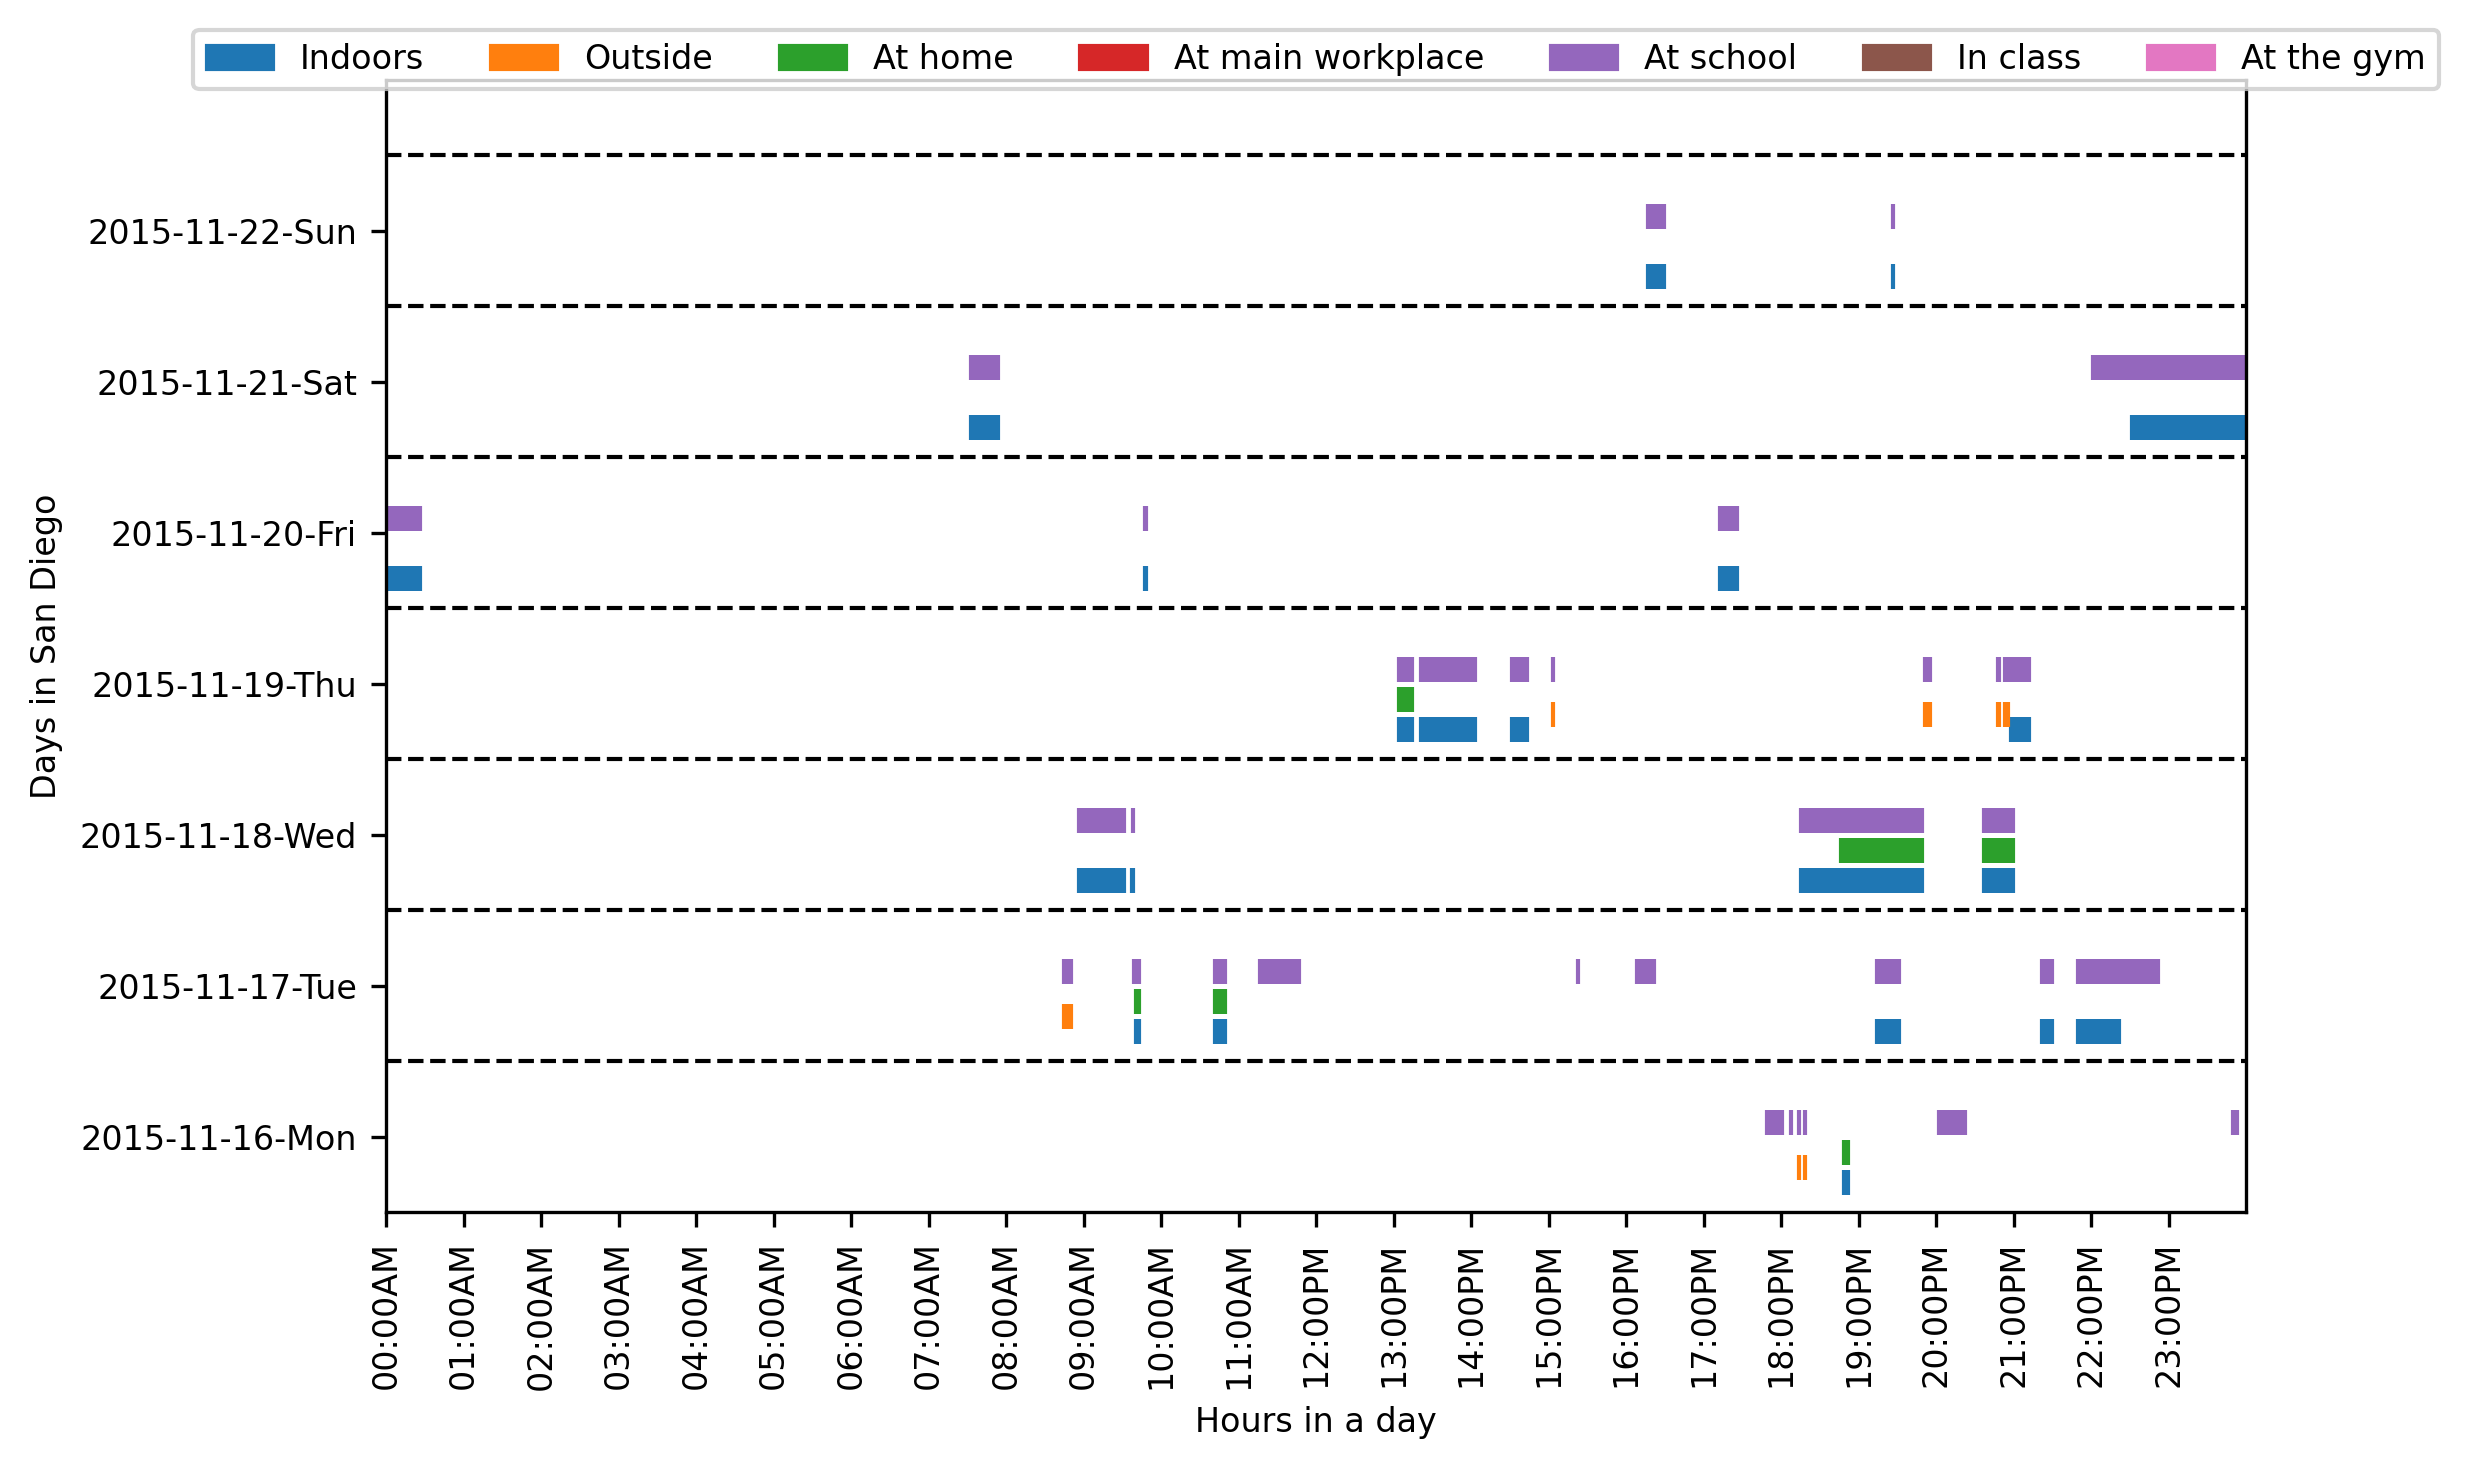 Indoors Outside At home At main workplace At school In class At the gym
Days in San Diego
2015-11-22-Sun
2015-11-21-Sat
2015-11-20-Fri
2015-11-19-Thu
2015-11-18-Wed
2015-11-17-Tue
2015-11-16-Mon
00:00AM 01:00AM 02:00AM 03:00AM 04:00AM 05:00AM 06:00AM 07:00AM 08:00AM 09:00AM 10:00AM 11:00AM 12:00PM 13:00PM 14:00PM 15:00PM 16:00PM 17:00PM 18:00PM 19:00PM 20:00PM 21:00PM 22:00PM 23:00PM
Hours in a day